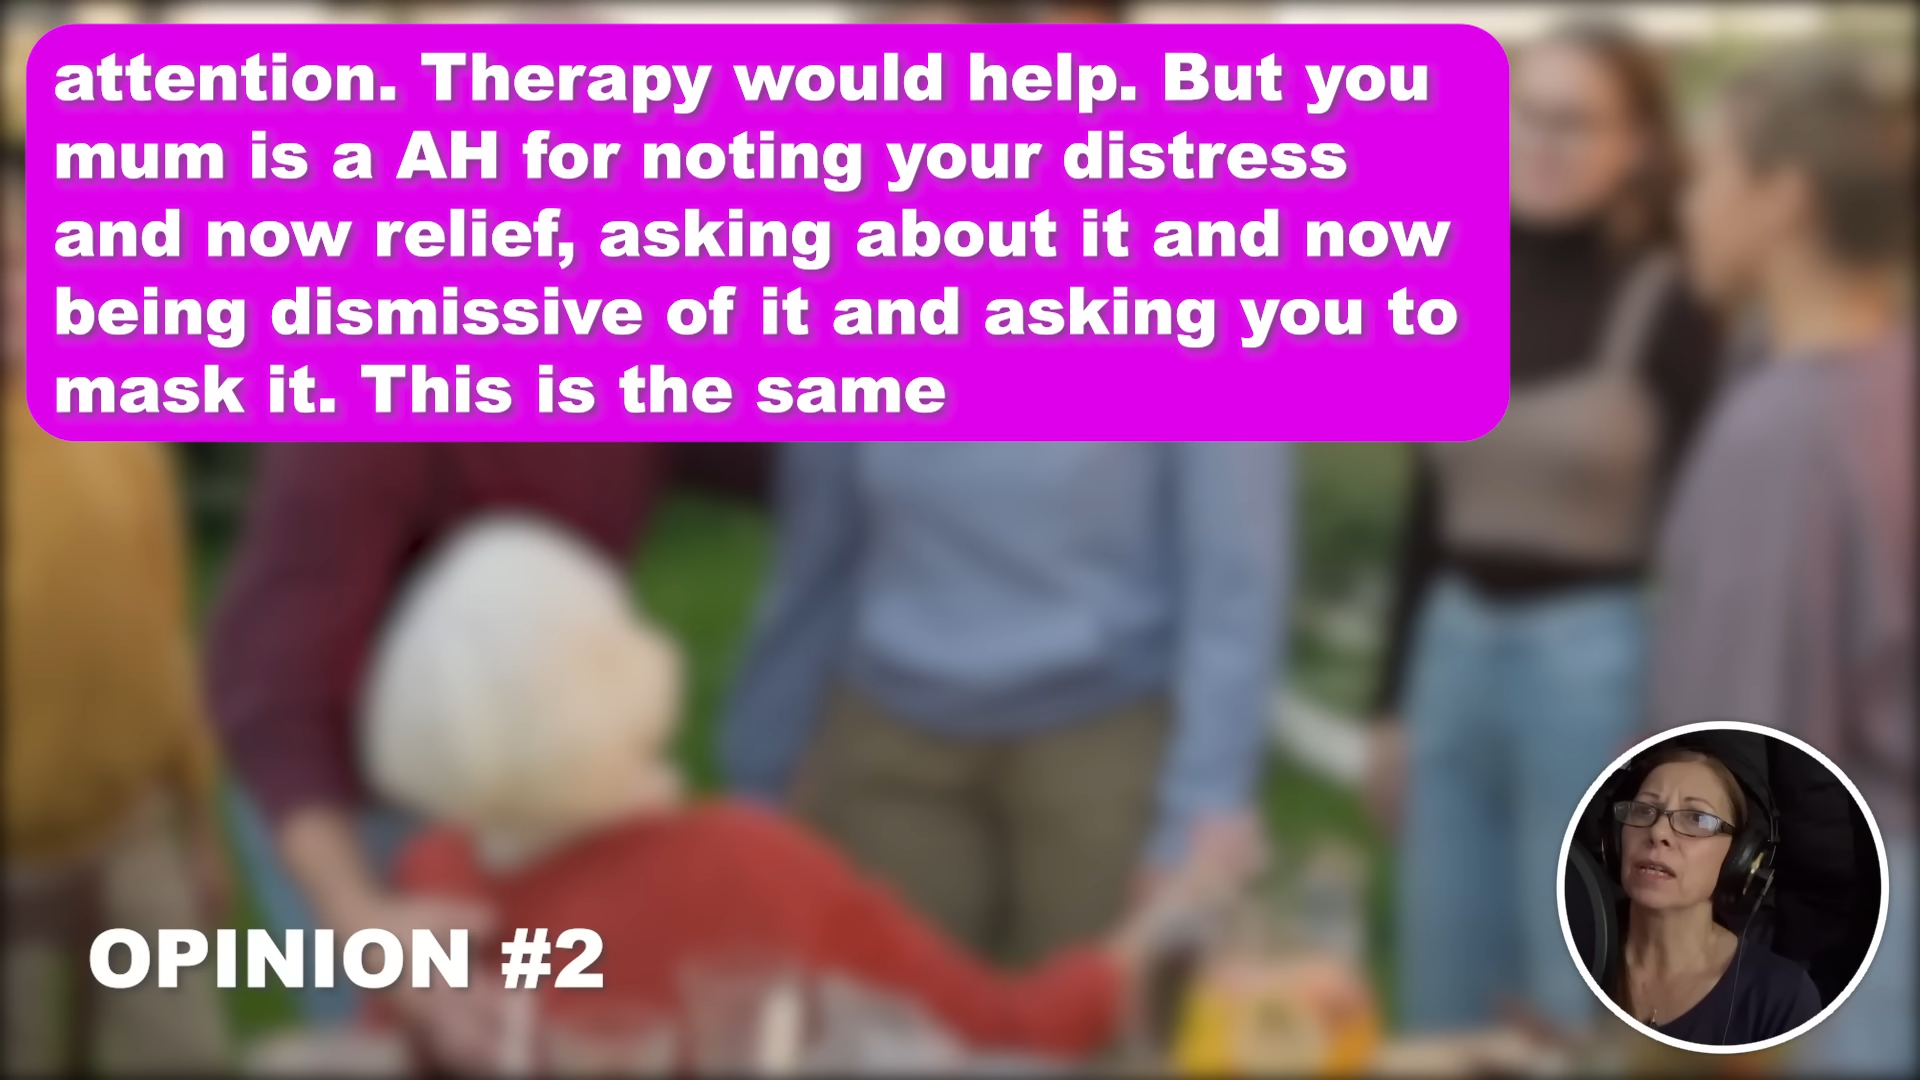 attention. Therapy would help. But you
mum is a AH for noting your distress
and now relief, asking about it and now
being dismissive of it and asking you to
mask it. This is the same
OPINION #2